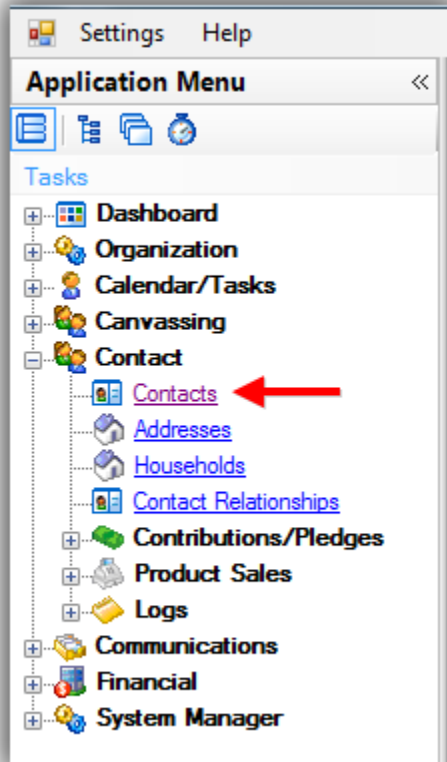 Settings Help
Application Menu
Tasks
Dashboard
Organization
Calendar/Tasks
Canvassing
Contact
Contacts
Addresses
Households
Contact Relationships
Contributions/Pledges
Product Sales
Logs
Communications
Financial
System Manager